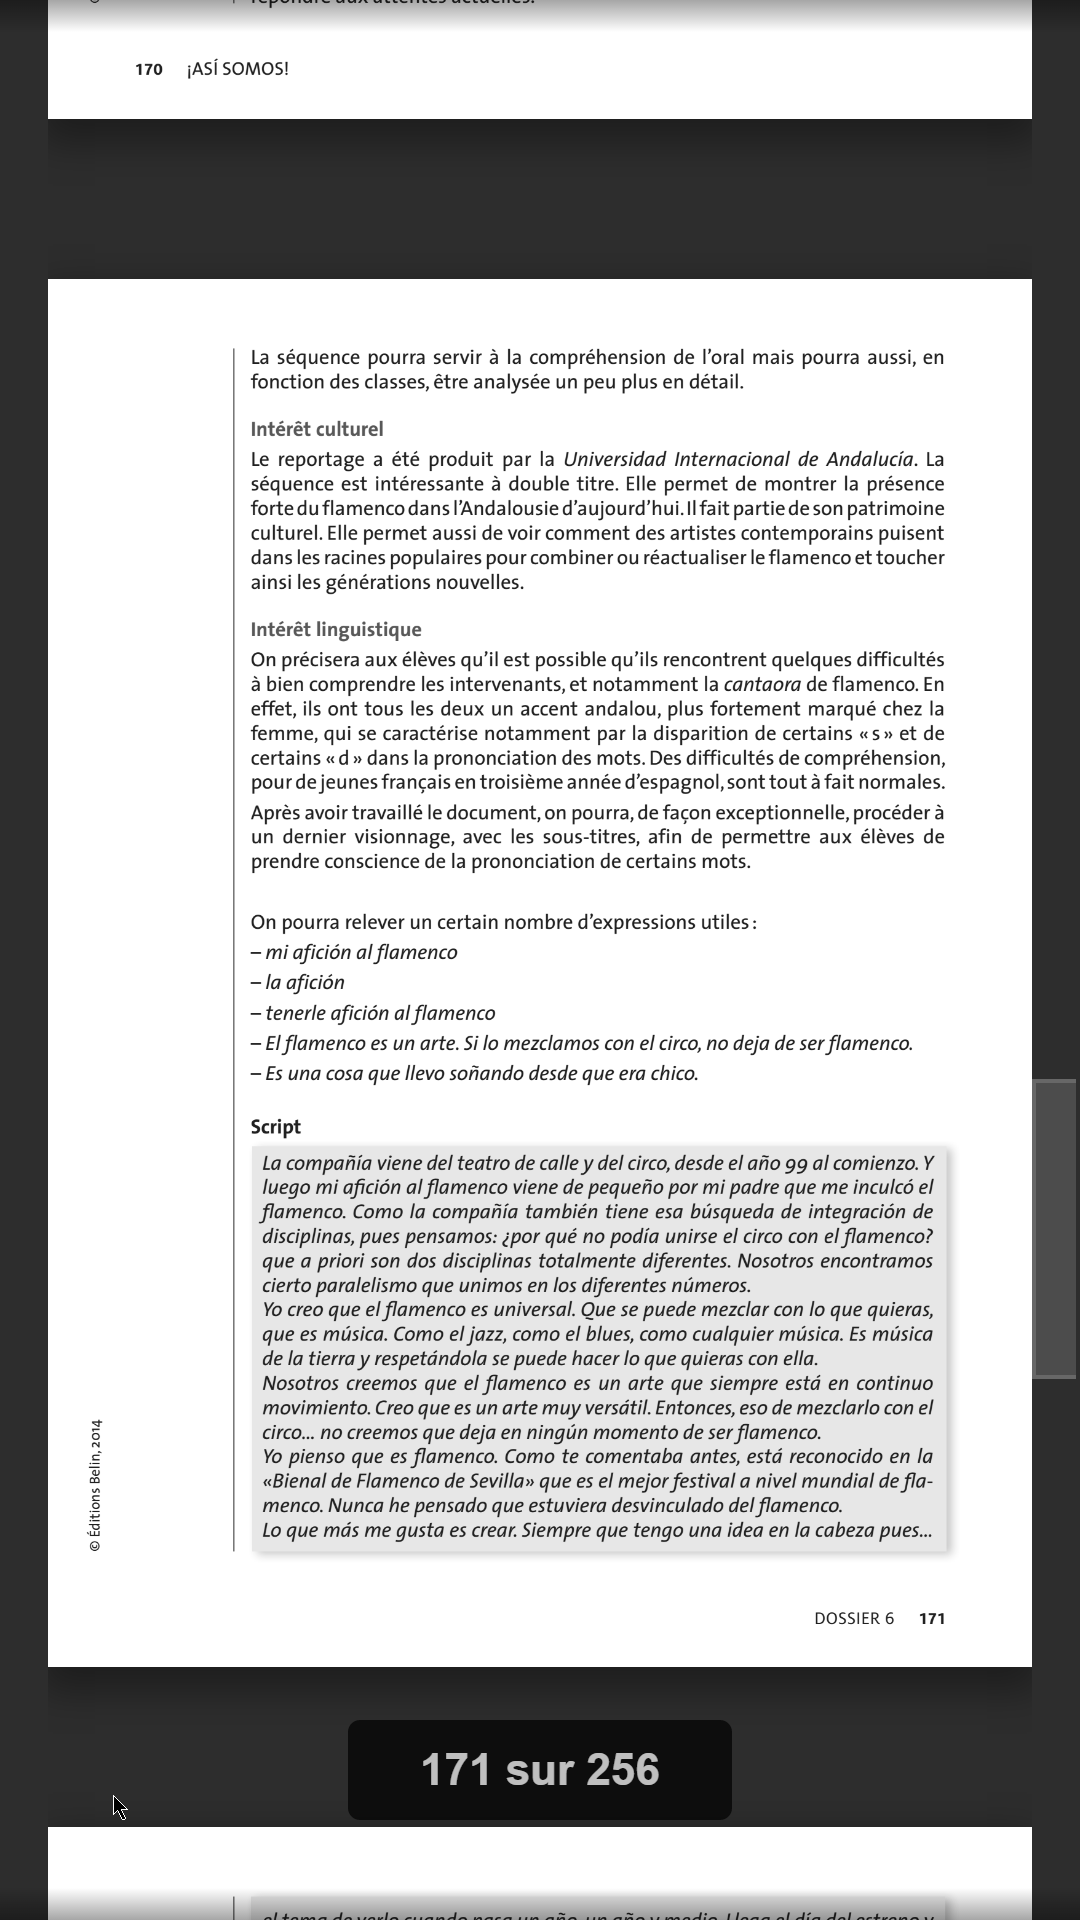 répondre aux attentes actuelles.
170 ¡ASÍ SOMOS!
La séquence pourra servir à la compréhension de l’oral mais pourra aussi, en
fonction des classes, être analysée un peu plus en détail.
Intérêt culturel
Le reportage a été produit par la Universidad Internacional de Andalucía. La
séquence est intéressante à double titre. Elle permet de montrer la présence
forte du flamenco dans l’Andalousie d’aujourd’hui. Il fait partie de son patrimoine
culturel. Elle permet aussi de voir comment des artistes contemporains puisent
dans les racines populaires pour combiner ou réactualiser le flamenco et toucher
ainsi les générations nouvelles.
Intérêt linguistique
On précisera aux élèves qu’il est possible qu’ils rencontrent quelques difficultés
à bien comprendre les intervenants, et notamment la cantaora de flamenco. En
effet, ils ont tous les deux un accent andalou, plus fortement marqué chez la
femme, qui se caractérise notamment par la disparition de certains « s » et de
certains « d » dans la prononciation des mots. Des difficultés de compréhension,
pour de jeunes français en troisième année d’espagnol, sont tout à fait normales.
Après avoir travaillé le document, on pourra, de façon exceptionnelle, procéder à
un dernier visionnage, avec les sous-titres, afin de permettre aux élèves de
prendre conscience de la prononciation de certains mots.
On pourra relever un certain nombre d’expressions utiles :
– mi afición al flamenco
– la afición
– tenerle afición al flamenco
– El flamenco es un arte. Si lo mezclamos con el circo, no deja de ser flamenco.
– Es una cosa que llevo soñando desde que era chico.
Script
La compañía viene del teatro de calle y del circo, desde el año 99 al comienzo. Y
luego mi afición al flamenco viene de pequeño por mi padre que me inculcó el
flamenco. Como la compañía también tiene esa búsqueda de integración de
disciplinas, pues pensamos: ¿por qué no podía unirse el circo con el flamenco?
que a priori son dos disciplinas totalmente diferentes. Nosotros encontramos
cierto paralelismo que unimos en los diferentes números.
Yo creo que el flamenco es universal. Que se puede mezclar con lo que quieras,
que es música. Como el jazz, como el blues, como cualquier música. Es música
de la tierra y respetándola se puede hacer lo que quieras con ella.
Nosotros creemos que el flamenco es un arte que siempre está en continuo
movimiento. Creo que es un arte muy versátil. Entonces, eso de mezclarlo con el
circo... no creemos que deja en ningún momento de ser flamenco.
Yo pienso que es flamenco. Como te comentaba antes, está reconocido en la
«Bienal de Flamenco de Sevilla» que es el mejor festival a nivel mundial de fla-
menco. Nunca he pensado que estuviera desvinculado del flamenco.
Lo que más me gusta es crear. Siempre que tengo una idea en la cabeza pues...
© Éditions Belin, 2014
DOSSIER 6 171
171 sur 256
el tema de verlo cuando pasa un año, un año y medio. Llega el día del estreno y